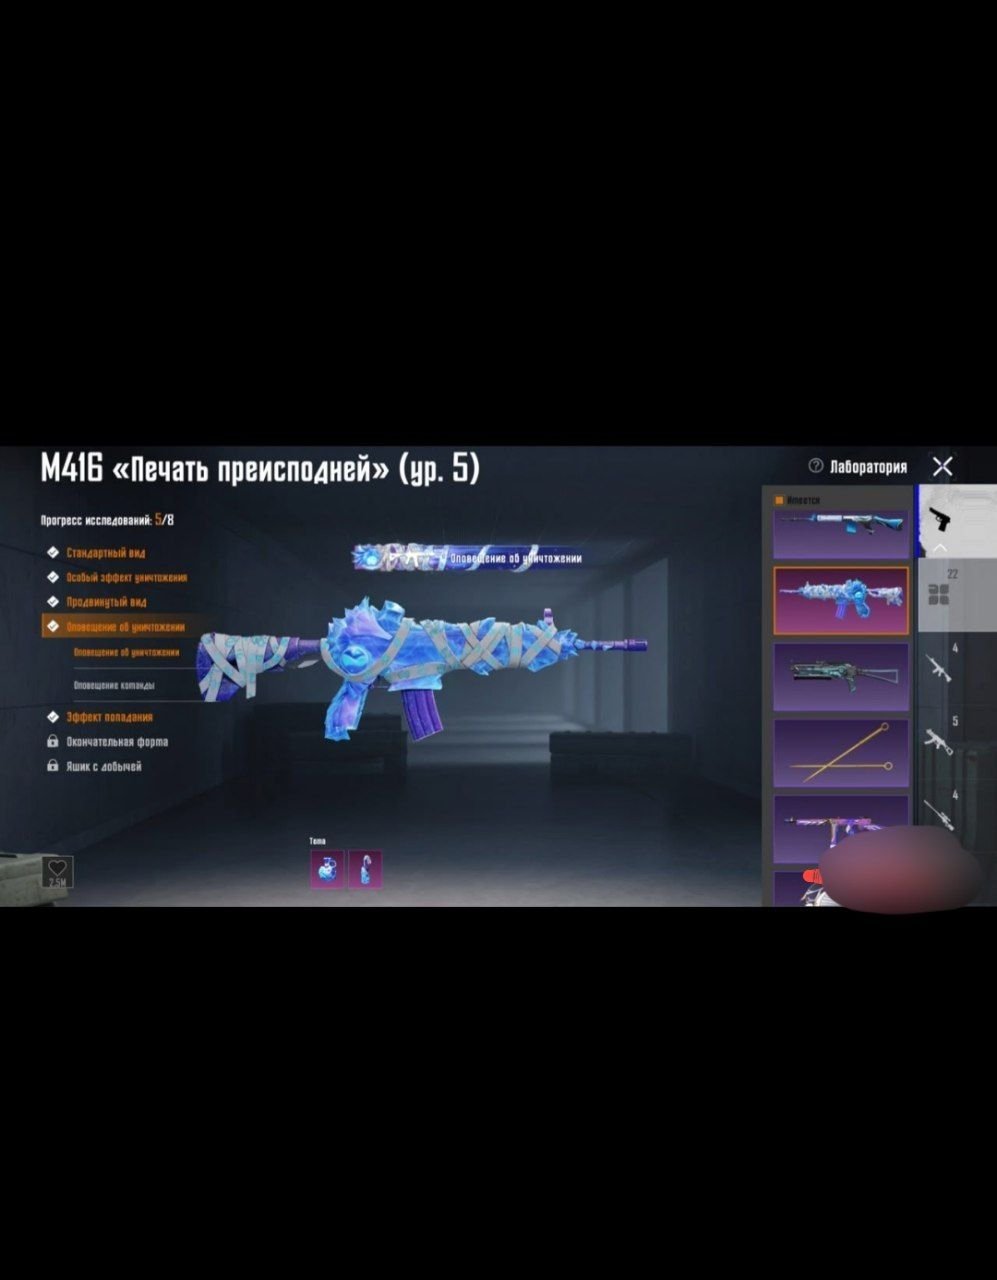 M416 «Печать преисподней» (ур. 5)
Лаборатория
Прогресс исследований: 5/8
Имеется
Стандартный вид
Особый эффект уничтожения
Продвинутый вид
Оповещение об уничтожении
Оповещение об уничтожении
Оповещение об уничтожении
Оповещение команды
Эффект попадания
Окончательная форма
Ящик с добычей
22
4
5
4
Тема
2.5M